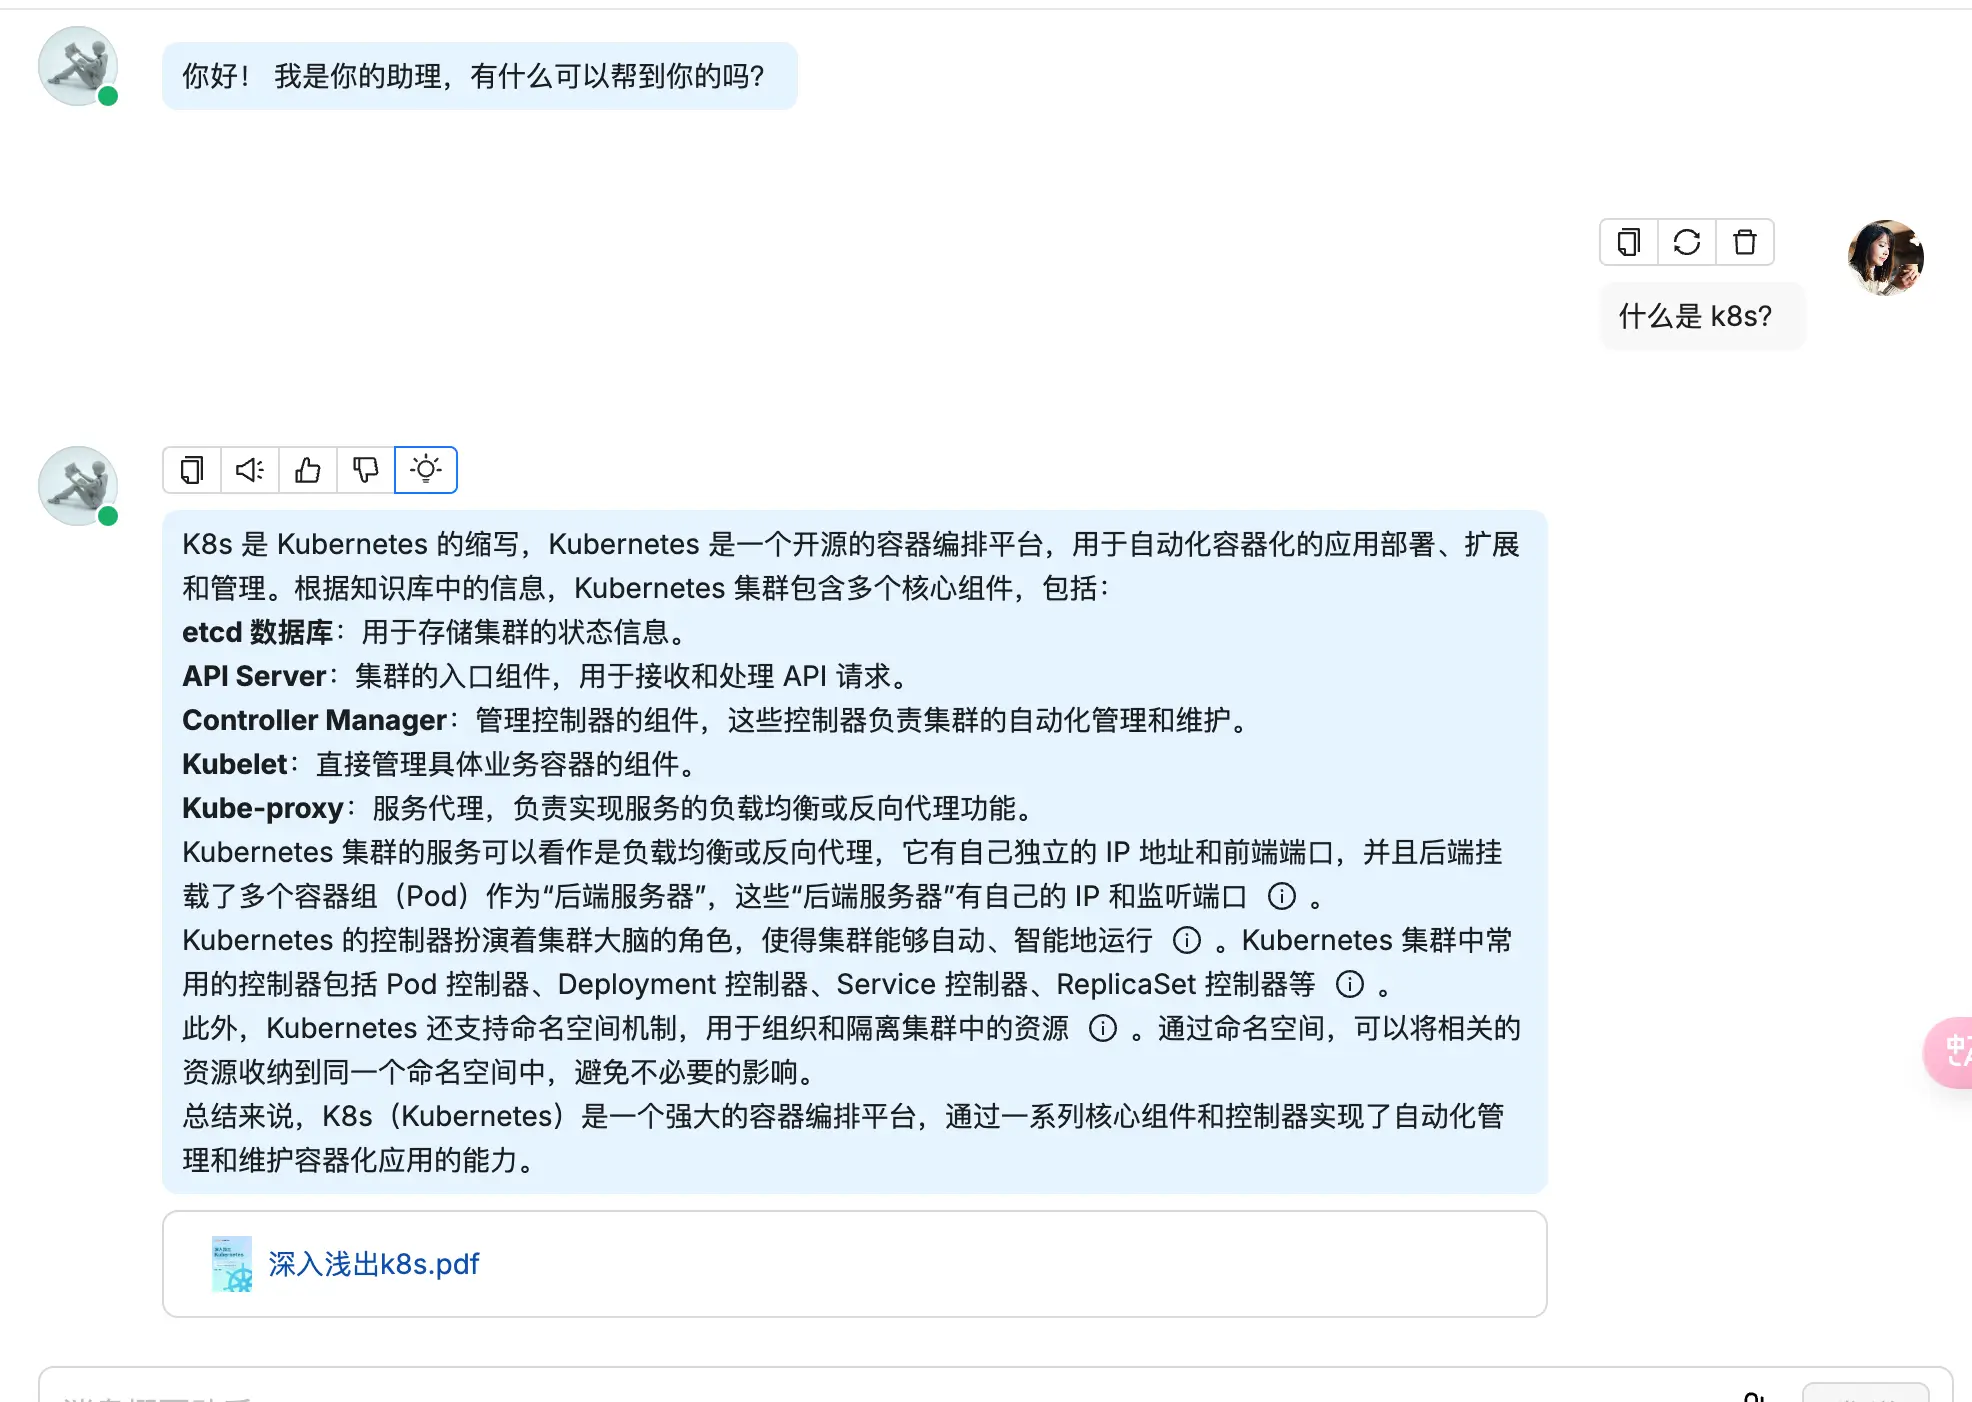 你好！ 我是你的助理，有什么可以帮到你的吗？
什么是 k8s?
K8s 是 Kubernetes 的缩写，Kubernetes 是一个开源的容器编排平台，用于自动化容器化的应用部署、扩展
和管理。根据知识库中的信息，Kubernetes 集群包含多个核心组件，包括：
etcd 数据库：用于存储集群的状态信息。
API Server：集群的入口组件，用于接收和处理 API 请求。
Controller Manager：管理控制器的组件，这些控制器负责集群的自动化管理和维护。
Kubelet：直接管理具体业务容器的组件。
Kube-proxy：服务代理，负责实现服务的负载均衡或反向代理功能。
Kubernetes 集群的服务可以看作是负载均衡或反向代理，它有自己独立的 IP 地址和前端端口，并且后端挂
载了多个容器组（Pod）作为“后端服务器”，这些“后端服务器”有自己的 IP 和监听端口 。
Kubernetes 的控制器扮演着集群大脑的角色，使得集群能够自动、智能地运行 。Kubernetes 集群中常
用的控制器包括 Pod 控制器、Deployment 控制器、Service 控制器、ReplicaSet 控制器等 。
此外，Kubernetes 还支持命名空间机制，用于组织和隔离集群中的资源 。通过命名空间，可以将相关的
资源收纳到同一个命名空间中，避免不必要的影响。
总结来说，K8s（Kubernetes）是一个强大的容器编排平台，通过一系列核心组件和控制器实现了自动化管
理和维护容器化应用的能力。
深入浅出k8s.pdf